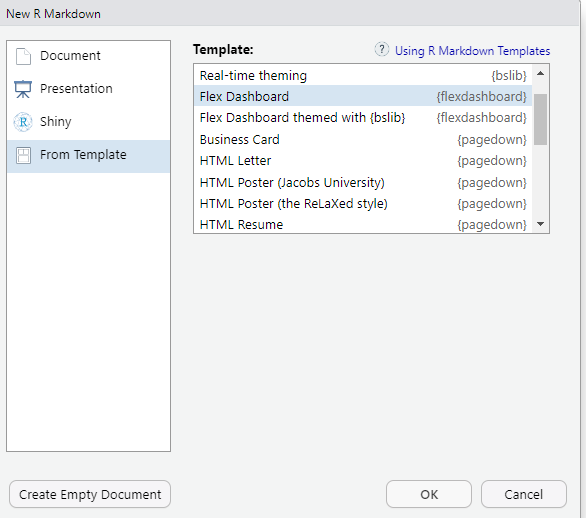 New R Markdown
Document
Presentation
R Shiny
From Template
Template:
? Using R Markdown Templates
Real-time theming {bslib}
Flex Dashboard {flexdashboard}
Flex Dashboard themed with {bslib} {flexdashboard}
Business Card {pagedown}
HTML Letter {pagedown}
HTML Poster (Jacobs University) {pagedown}
HTML Poster (the ReLaXed style) {pagedown}
HTML Resume {pagedown}
Create Empty Document
OK
Cancel